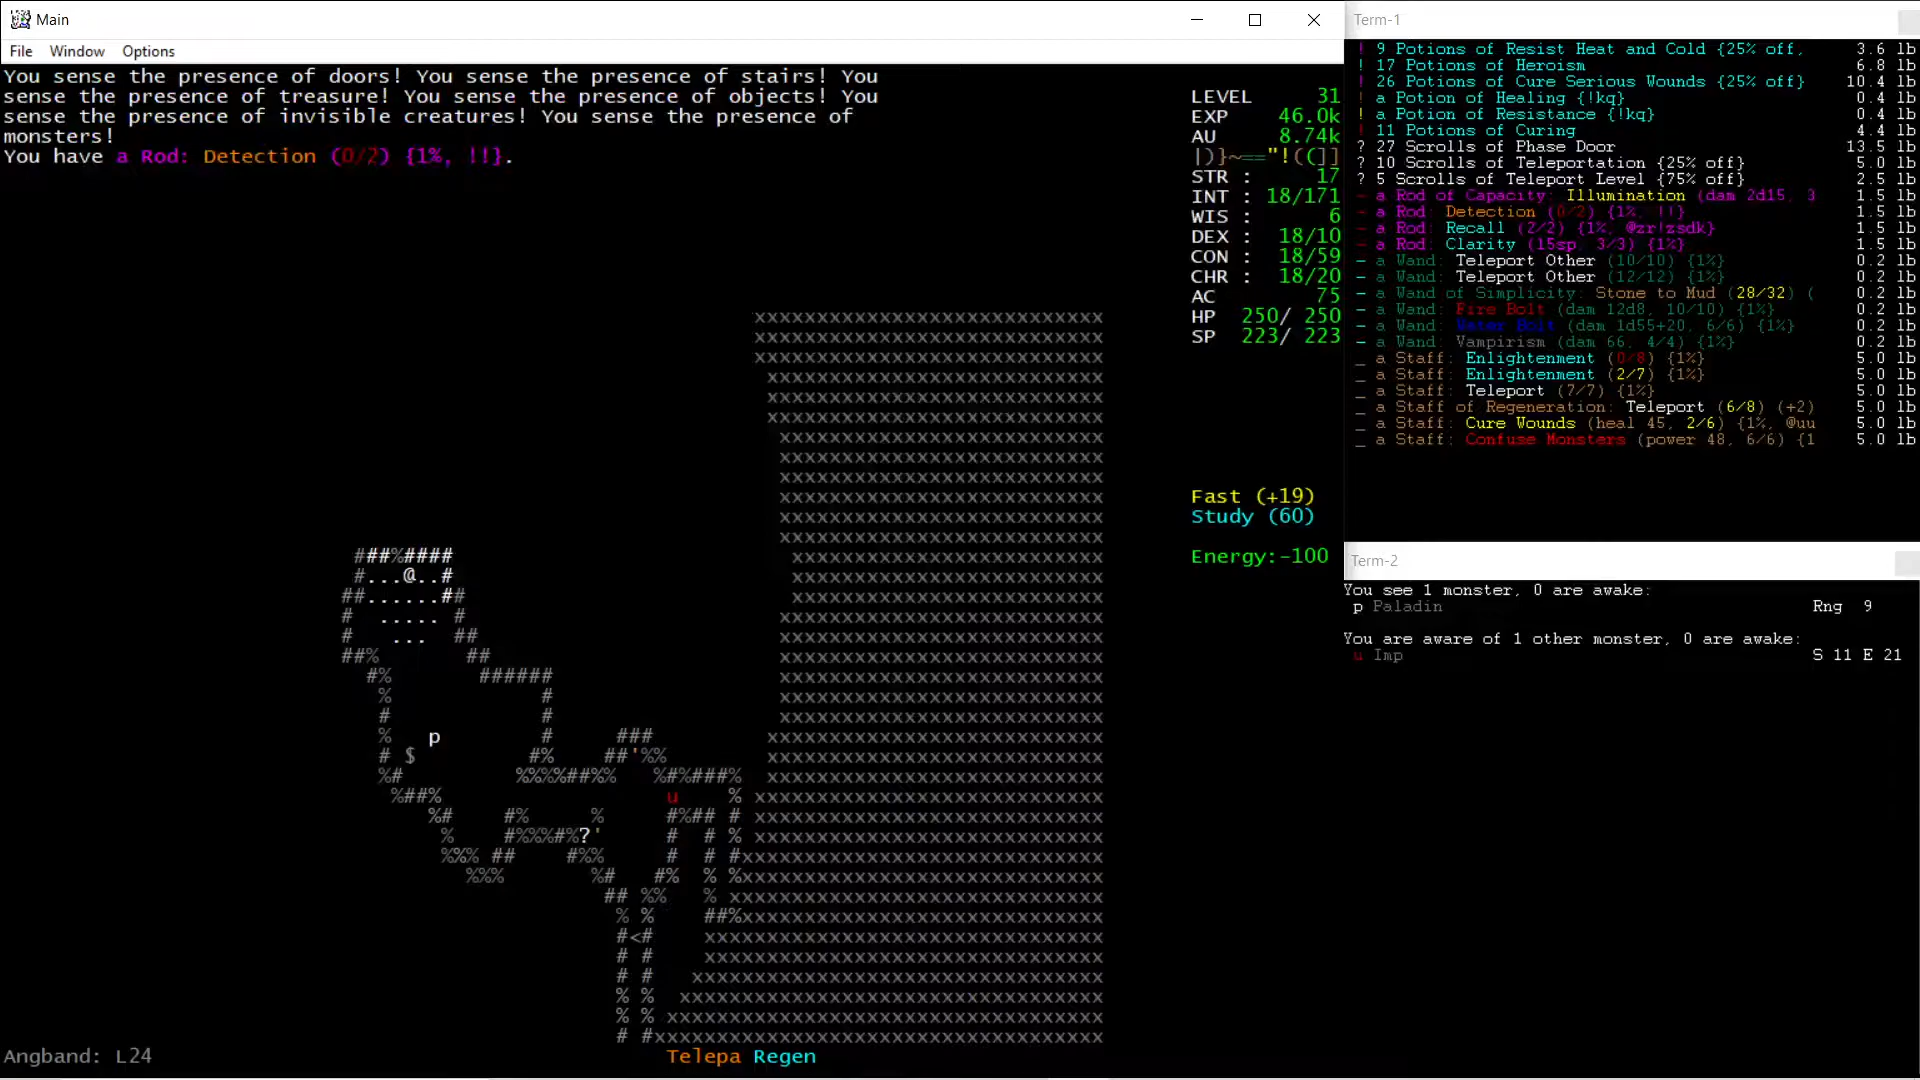 Main
File Window Options
You sense the presence of doors! You sense the presence of stairs! You
sense the presence of treasure! You sense the presence of objects! You
sense the presence of invisible creatures! You sense the presence of
monsters!
You have a Rod: Detection (0/2) {1%, !!}.
LEVEL 31
EXP 46.0k
AU 8.74k
|)}~=="!((]]
STR : 17
INT : 18/171
WIS : 6
DEX : 18/10
CON : 18/59
CHR : 18/20
AC 75
HP 250/ 250
SP 223/ 223
Fast (+19)
Study (60)
Energy:-100
Angband: L24
Telepa Regen
Term-1
! 9 Potions of Resist Heat and Cold {25% off, 3.6 lb
! 17 Potions of Heroism 6.8 lb
! 26 Potions of Cure Serious Wounds {25% off} 10.4 lb
! a Potion of Healing {!kq} 0.4 lb
! a Potion of Resistance {!kq} 0.4 lb
! 11 Potions of Curing 4.4 lb
? 27 Scrolls of Phase Door 13.5 lb
? 10 Scrolls of Teleportation {25% off} 5.0 lb
? 5 Scrolls of Teleport Level {75% off} 2.5 lb
- a Rod of Capacity: Illumination (dam 2d15, 3 1.5 lb
- a Rod: Detection (0/2) {1%, !!} 1.5 lb
- a Rod: Recall (2/2) {1%, @zr!zsdk} 1.5 lb
- a Rod: Clarity (15sp, 3/3) {1%} 1.5 lb
- a Wand: Teleport Other (10/10) {1%} 0.2 lb
- a Wand: Teleport Other (12/12) {1%} 0.2 lb
- a Wand of Simplicity: Stone to Mud (28/32) ( 0.2 lb
- a Wand: Fire Bolt (dam 12d8, 10/10) {1%} 0.2 lb
- a Wand: Water Bolt (dam 1d55+20, 6/6) {1%} 0.2 lb
- a Wand: Vampirism (dam 66, 4/4) {1%} 0.2 lb
_ a Staff: Enlightenment (0/8) {1%} 5.0 lb
_ a Staff: Enlightenment (2/7) {1%} 5.0 lb
_ a Staff: Teleport (7/7) {1%} 5.0 lb
_ a Staff of Regeneration: Teleport (6/8) (+2) 5.0 lb
_ a Staff: Cure Wounds (heal 45, 2/6) {1%, @uu 5.0 lb
_ a Staff: Confuse Monsters (power 48, 6/6) {1 5.0 lb
Term-2
You see 1 monster, 0 are awake:
p Paladin Rng 9
You are aware of 1 other monster, 0 are awake:
u Imp S 11 E 21